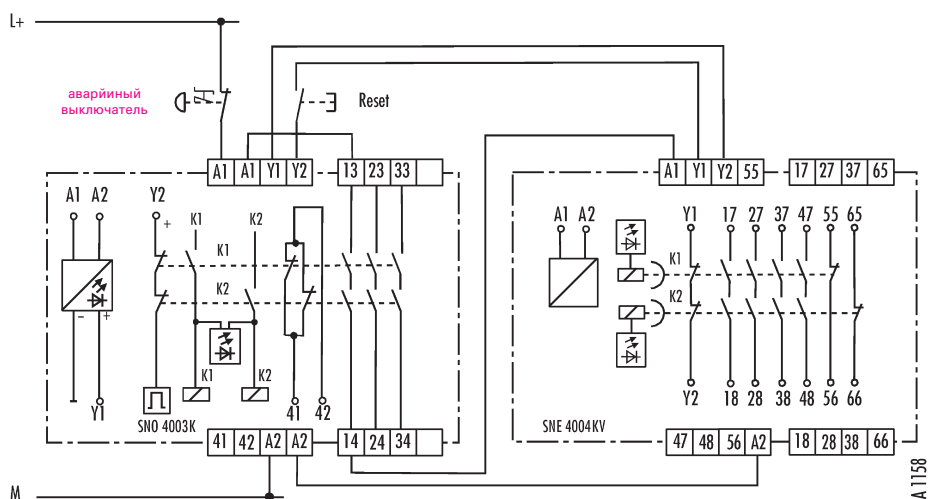 L+
аварйиный
выключатель
Reset
A1 A1 Y1 Y2 13 23 33
A1 Y1 Y2 55 17 27 37 65
A1 A2 Y2 K1 K2
+
K1
K2
− +
K1 K2
Y1 41 42
SNO 4003K
41 42 A2 A2 14 24 34
A1 A2 Y1 17 27 37 47 55 65
K1
K2
Y2 18 28 38 48 56 66
SNE 4004KV
47 48 56 A2 18 28 38 66
M
A 1158